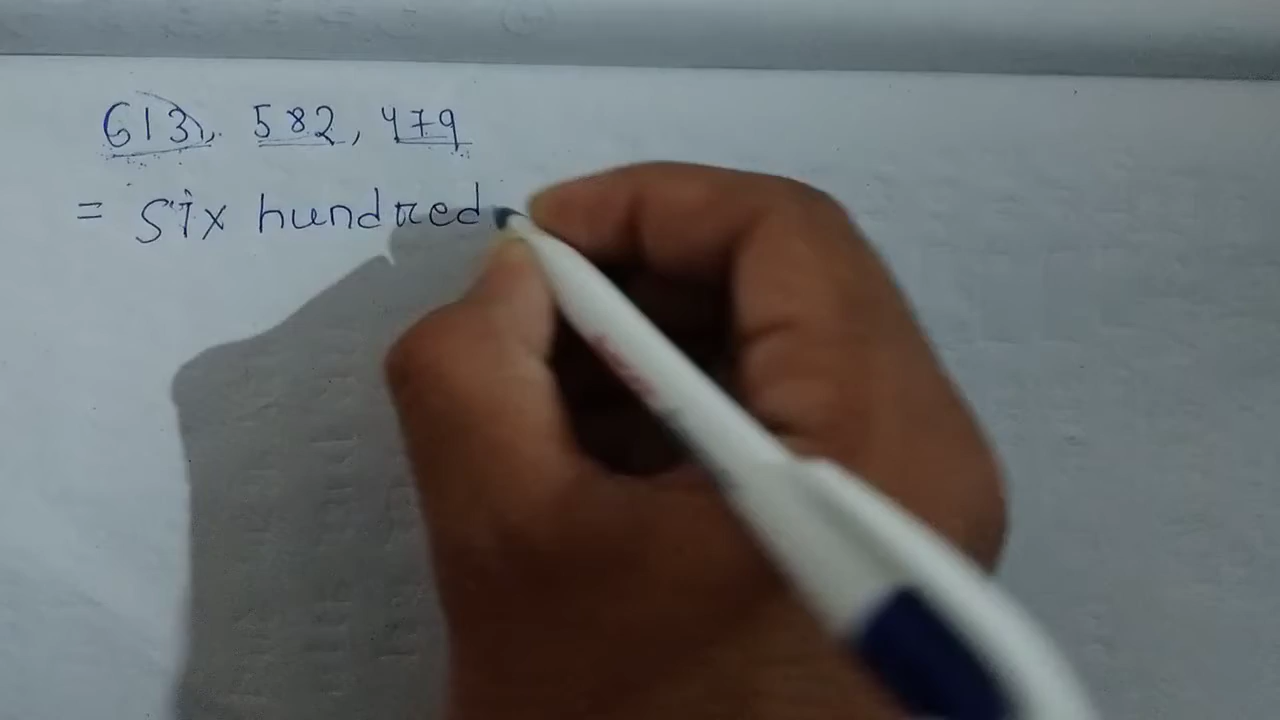 613, 582, 479
= Six hundred